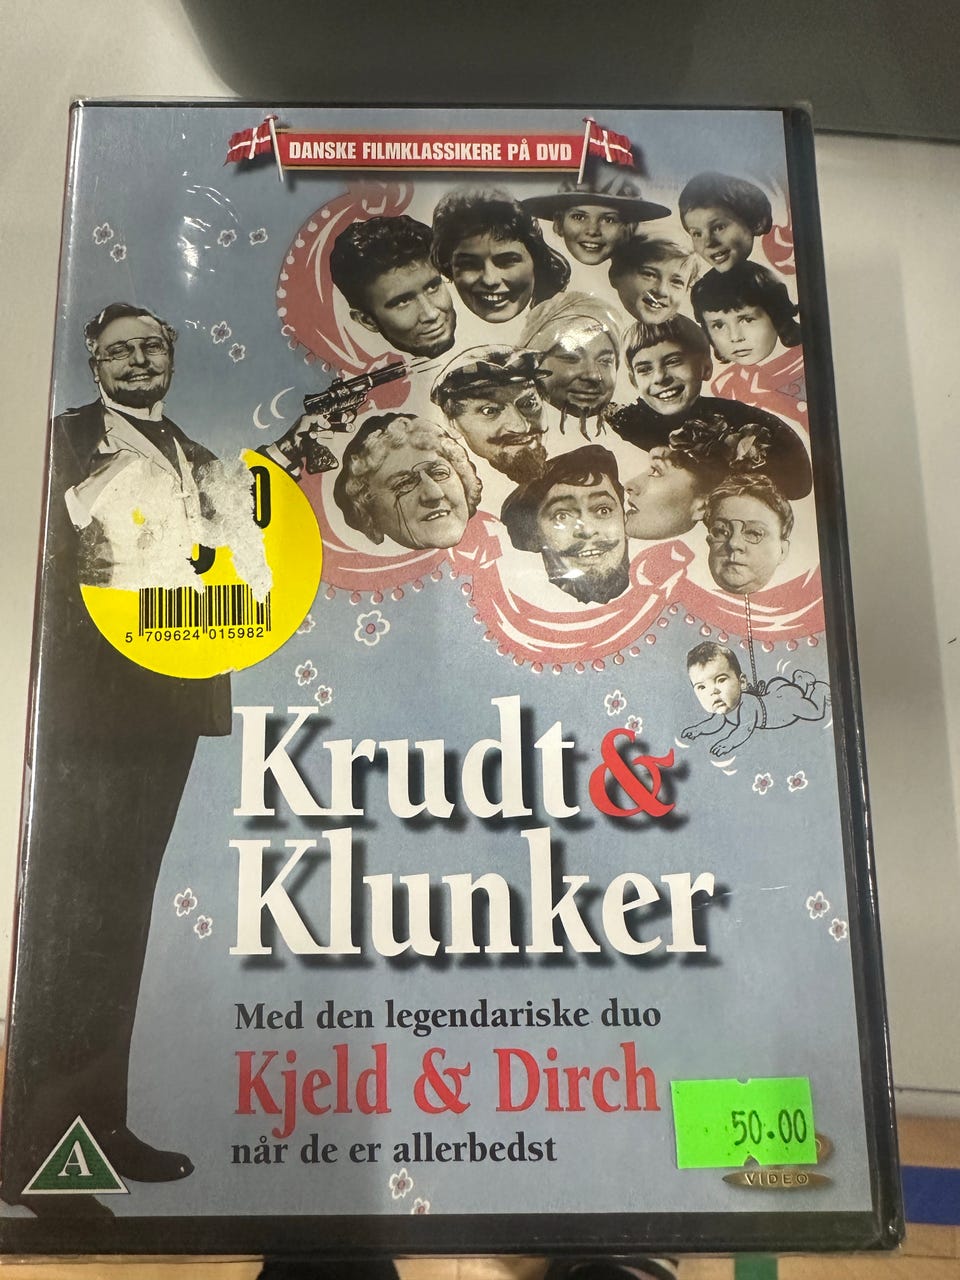 DANSKE FILMKLASSIKERE PÅ DVD
5 709624 015982
Krudt &
Klunker
Med den legendariske duo
Kjeld & Dirch
når de er allerbedst
50.00
A
VIDEO